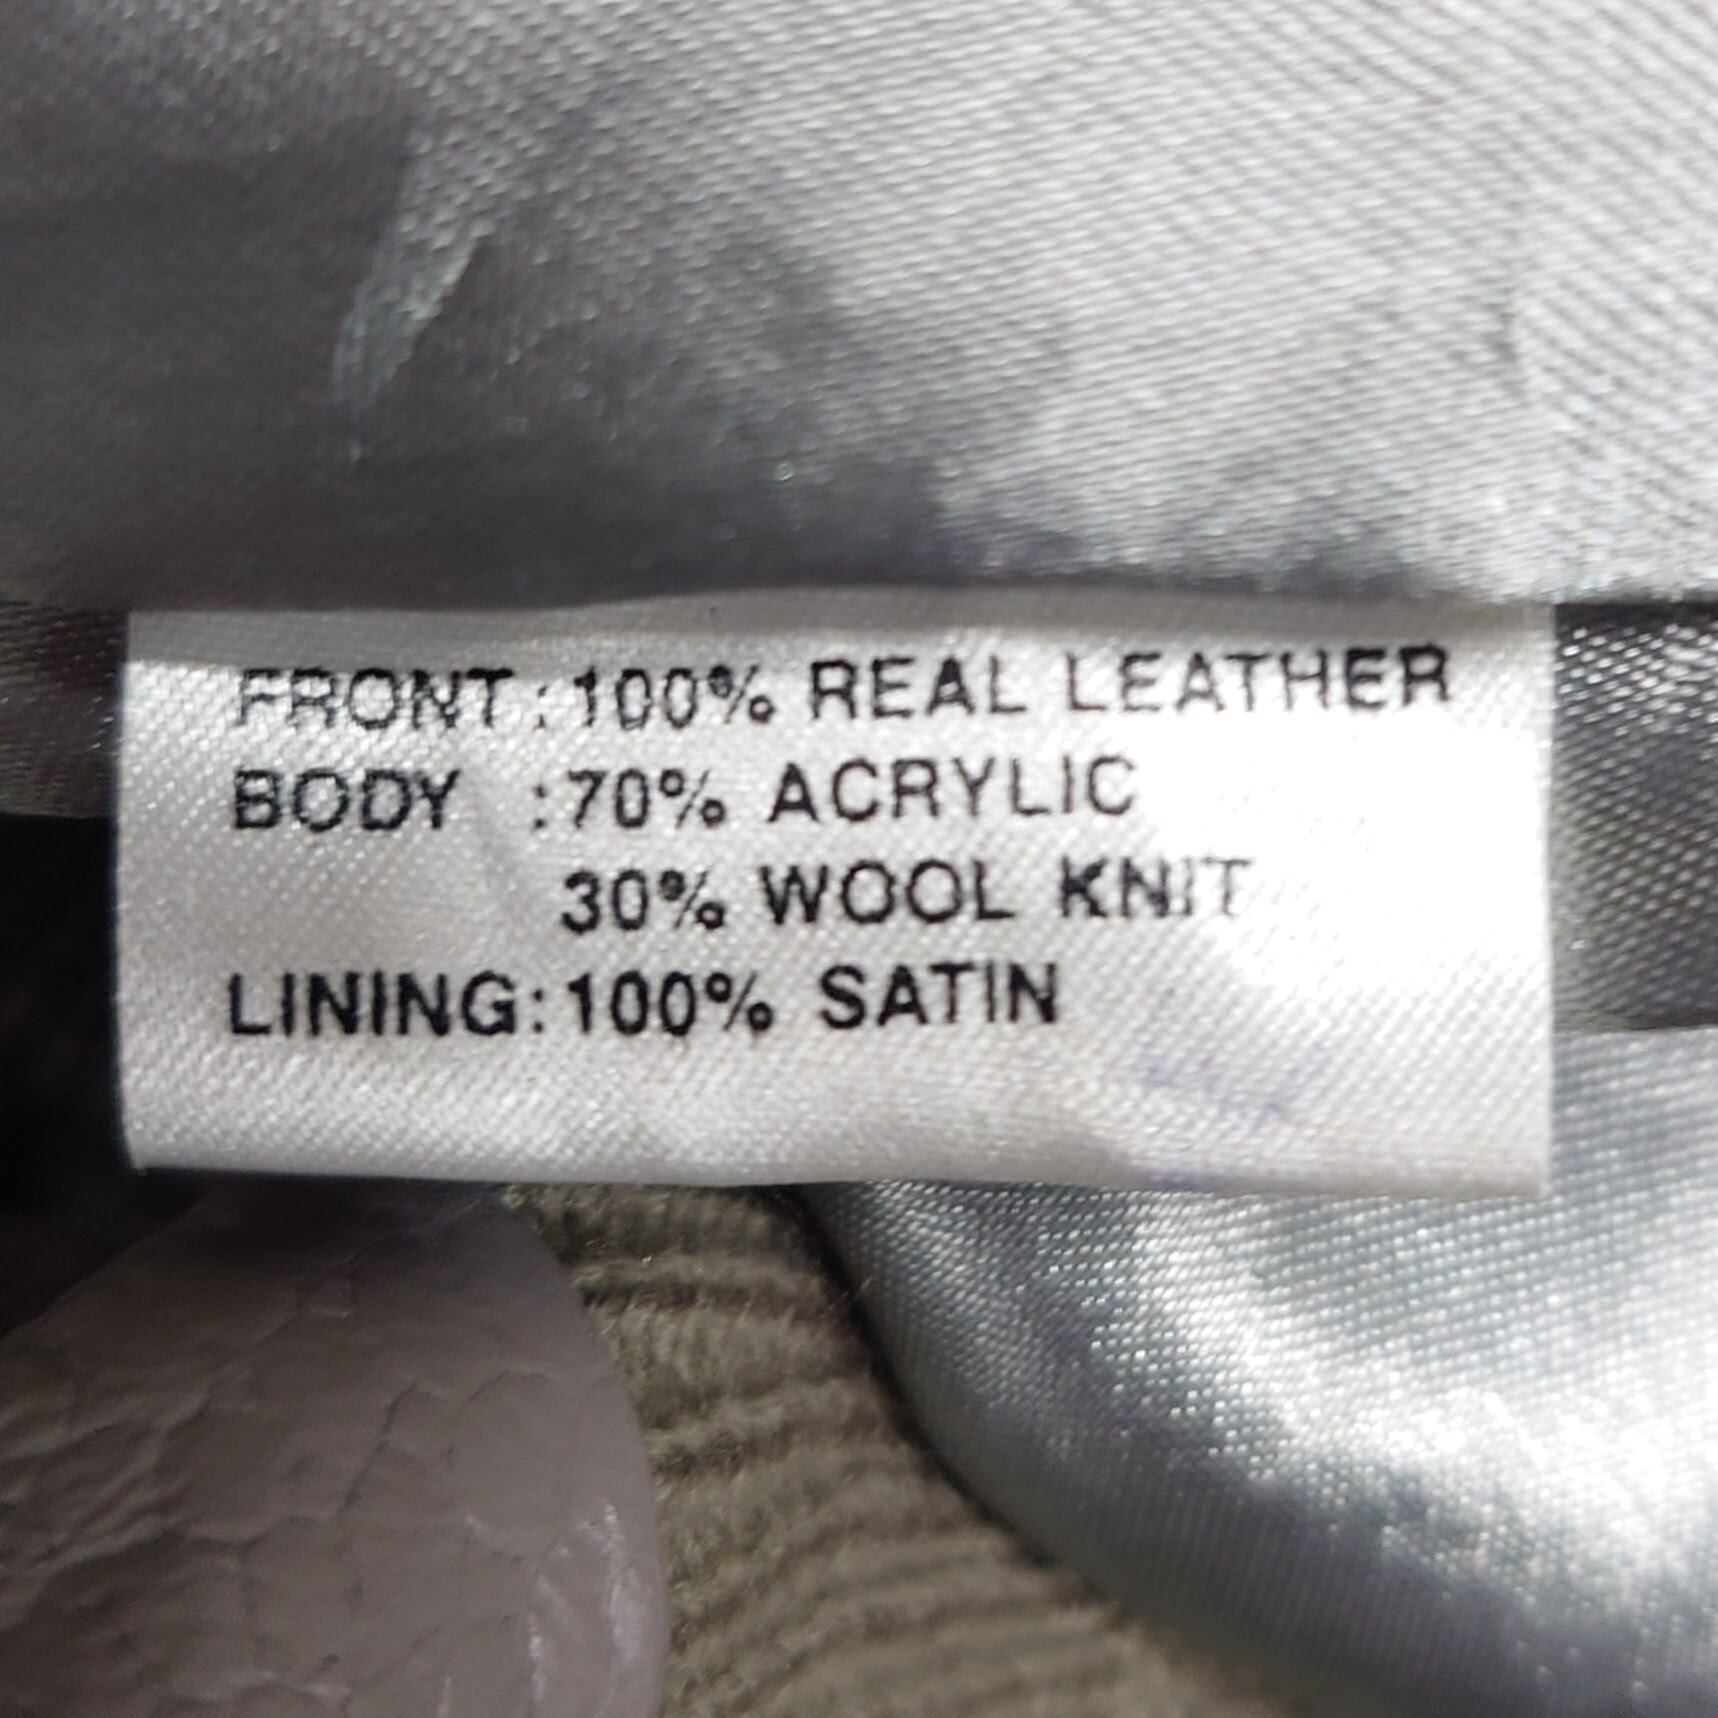 FRONT : 100% REAL LEATHER
BODY : 70% ACRYLIC
30% WOOL KNIT
LINING : 100% SATIN